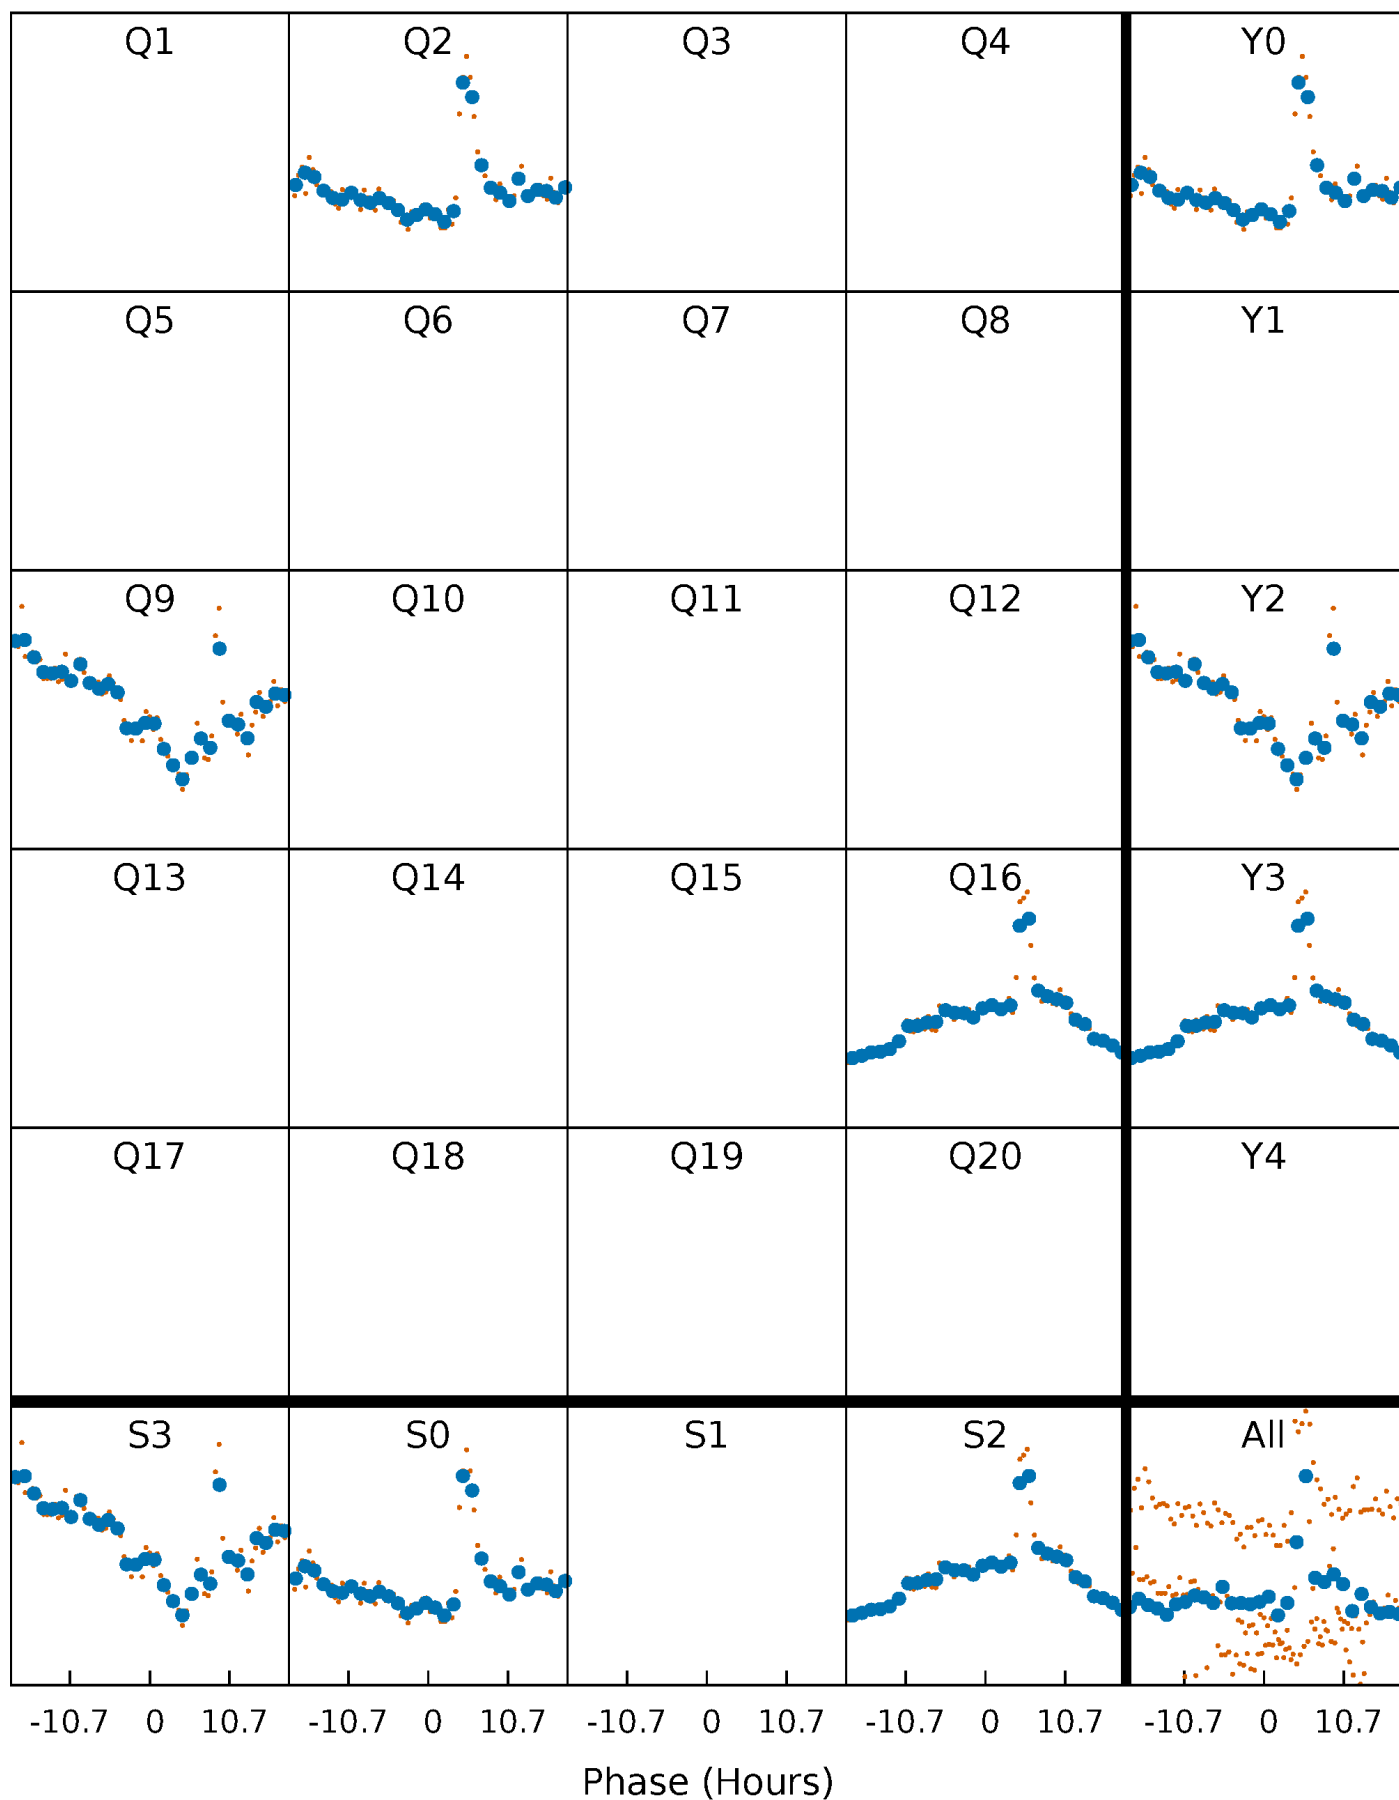 Q1 Q2 Q3 Q4 Y0
Q5 Q6 Q7 Q8 Y1
Q9 Q10 Q11 Q12 Y2
Q13 Q14 Q15 Q16 Y3
Q17 Q18 Q19 Q20 Y4
S3 S0 S1 S2 All
-10.7 0 10.7 -10.7 0 10.7 -10.7 0 10.7 -10.7 0 10.7 -10.7 0 10.7
Phase (Hours)